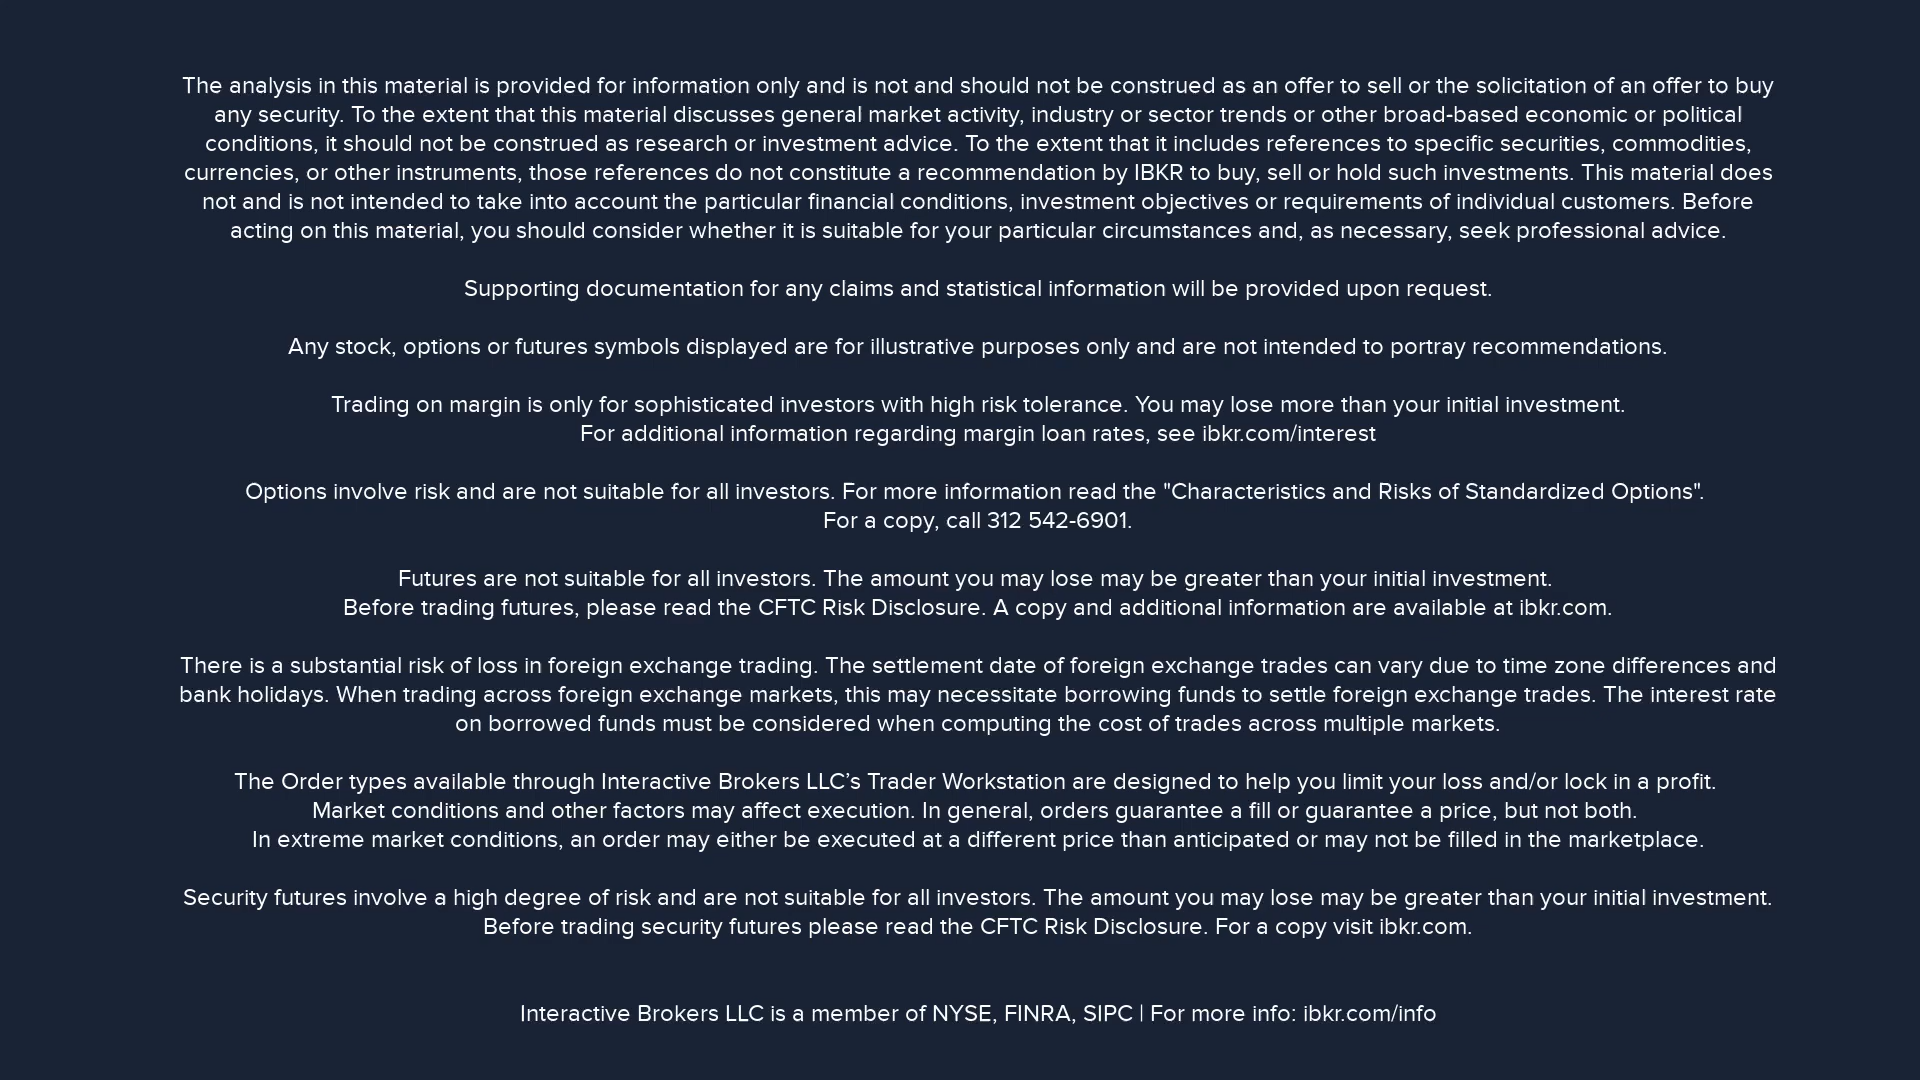 The analysis in this material is provided for information only and is not and should not be construed as an offer to sell or the solicitation of an offer to buy
any security. To the extent that this material discusses general market activity, industry or sector trends or other broad-based economic or political
conditions, it should not be construed as research or investment advice. To the extent that it includes references to specific securities, commodities,
currencies, or other instruments, those references do not constitute a recommendation by IBKR to buy, sell or hold such investments. This material does
not and is not intended to take into account the particular financial conditions, investment objectives or requirements of individual customers. Before
acting on this material, you should consider whether it is suitable for your particular circumstances and, as necessary, seek professional advice.
Supporting documentation for any claims and statistical information will be provided upon request.
Any stock, options or futures symbols displayed are for illustrative purposes only and are not intended to portray recommendations.
Trading on margin is only for sophisticated investors with high risk tolerance. You may lose more than your initial investment.
For additional information regarding margin loan rates, see ibkr.com/interest
Options involve risk and are not suitable for all investors. For more information read the "Characteristics and Risks of Standardized Options".
For a copy, call 312 542-6901.
Futures are not suitable for all investors. The amount you may lose may be greater than your initial investment.
Before trading futures, please read the CFTC Risk Disclosure. A copy and additional information are available at ibkr.com.
There is a substantial risk of loss in foreign exchange trading. The settlement date of foreign exchange trades can vary due to time zone differences and
bank holidays. When trading across foreign exchange markets, this may necessitate borrowing funds to settle foreign exchange trades. The interest rate
on borrowed funds must be considered when computing the cost of trades across multiple markets.
The Order types available through Interactive Brokers LLC’s Trader Workstation are designed to help you limit your loss and/or lock in a profit.
Market conditions and other factors may affect execution. In general, orders guarantee a fill or guarantee a price, but not both.
In extreme market conditions, an order may either be executed at a different price than anticipated or may not be filled in the marketplace.
Security futures involve a high degree of risk and are not suitable for all investors. The amount you may lose may be greater than your initial investment.
Before trading security futures please read the CFTC Risk Disclosure. For a copy visit ibkr.com.
Interactive Brokers LLC is a member of NYSE, FINRA, SIPC | For more info: ibkr.com/info